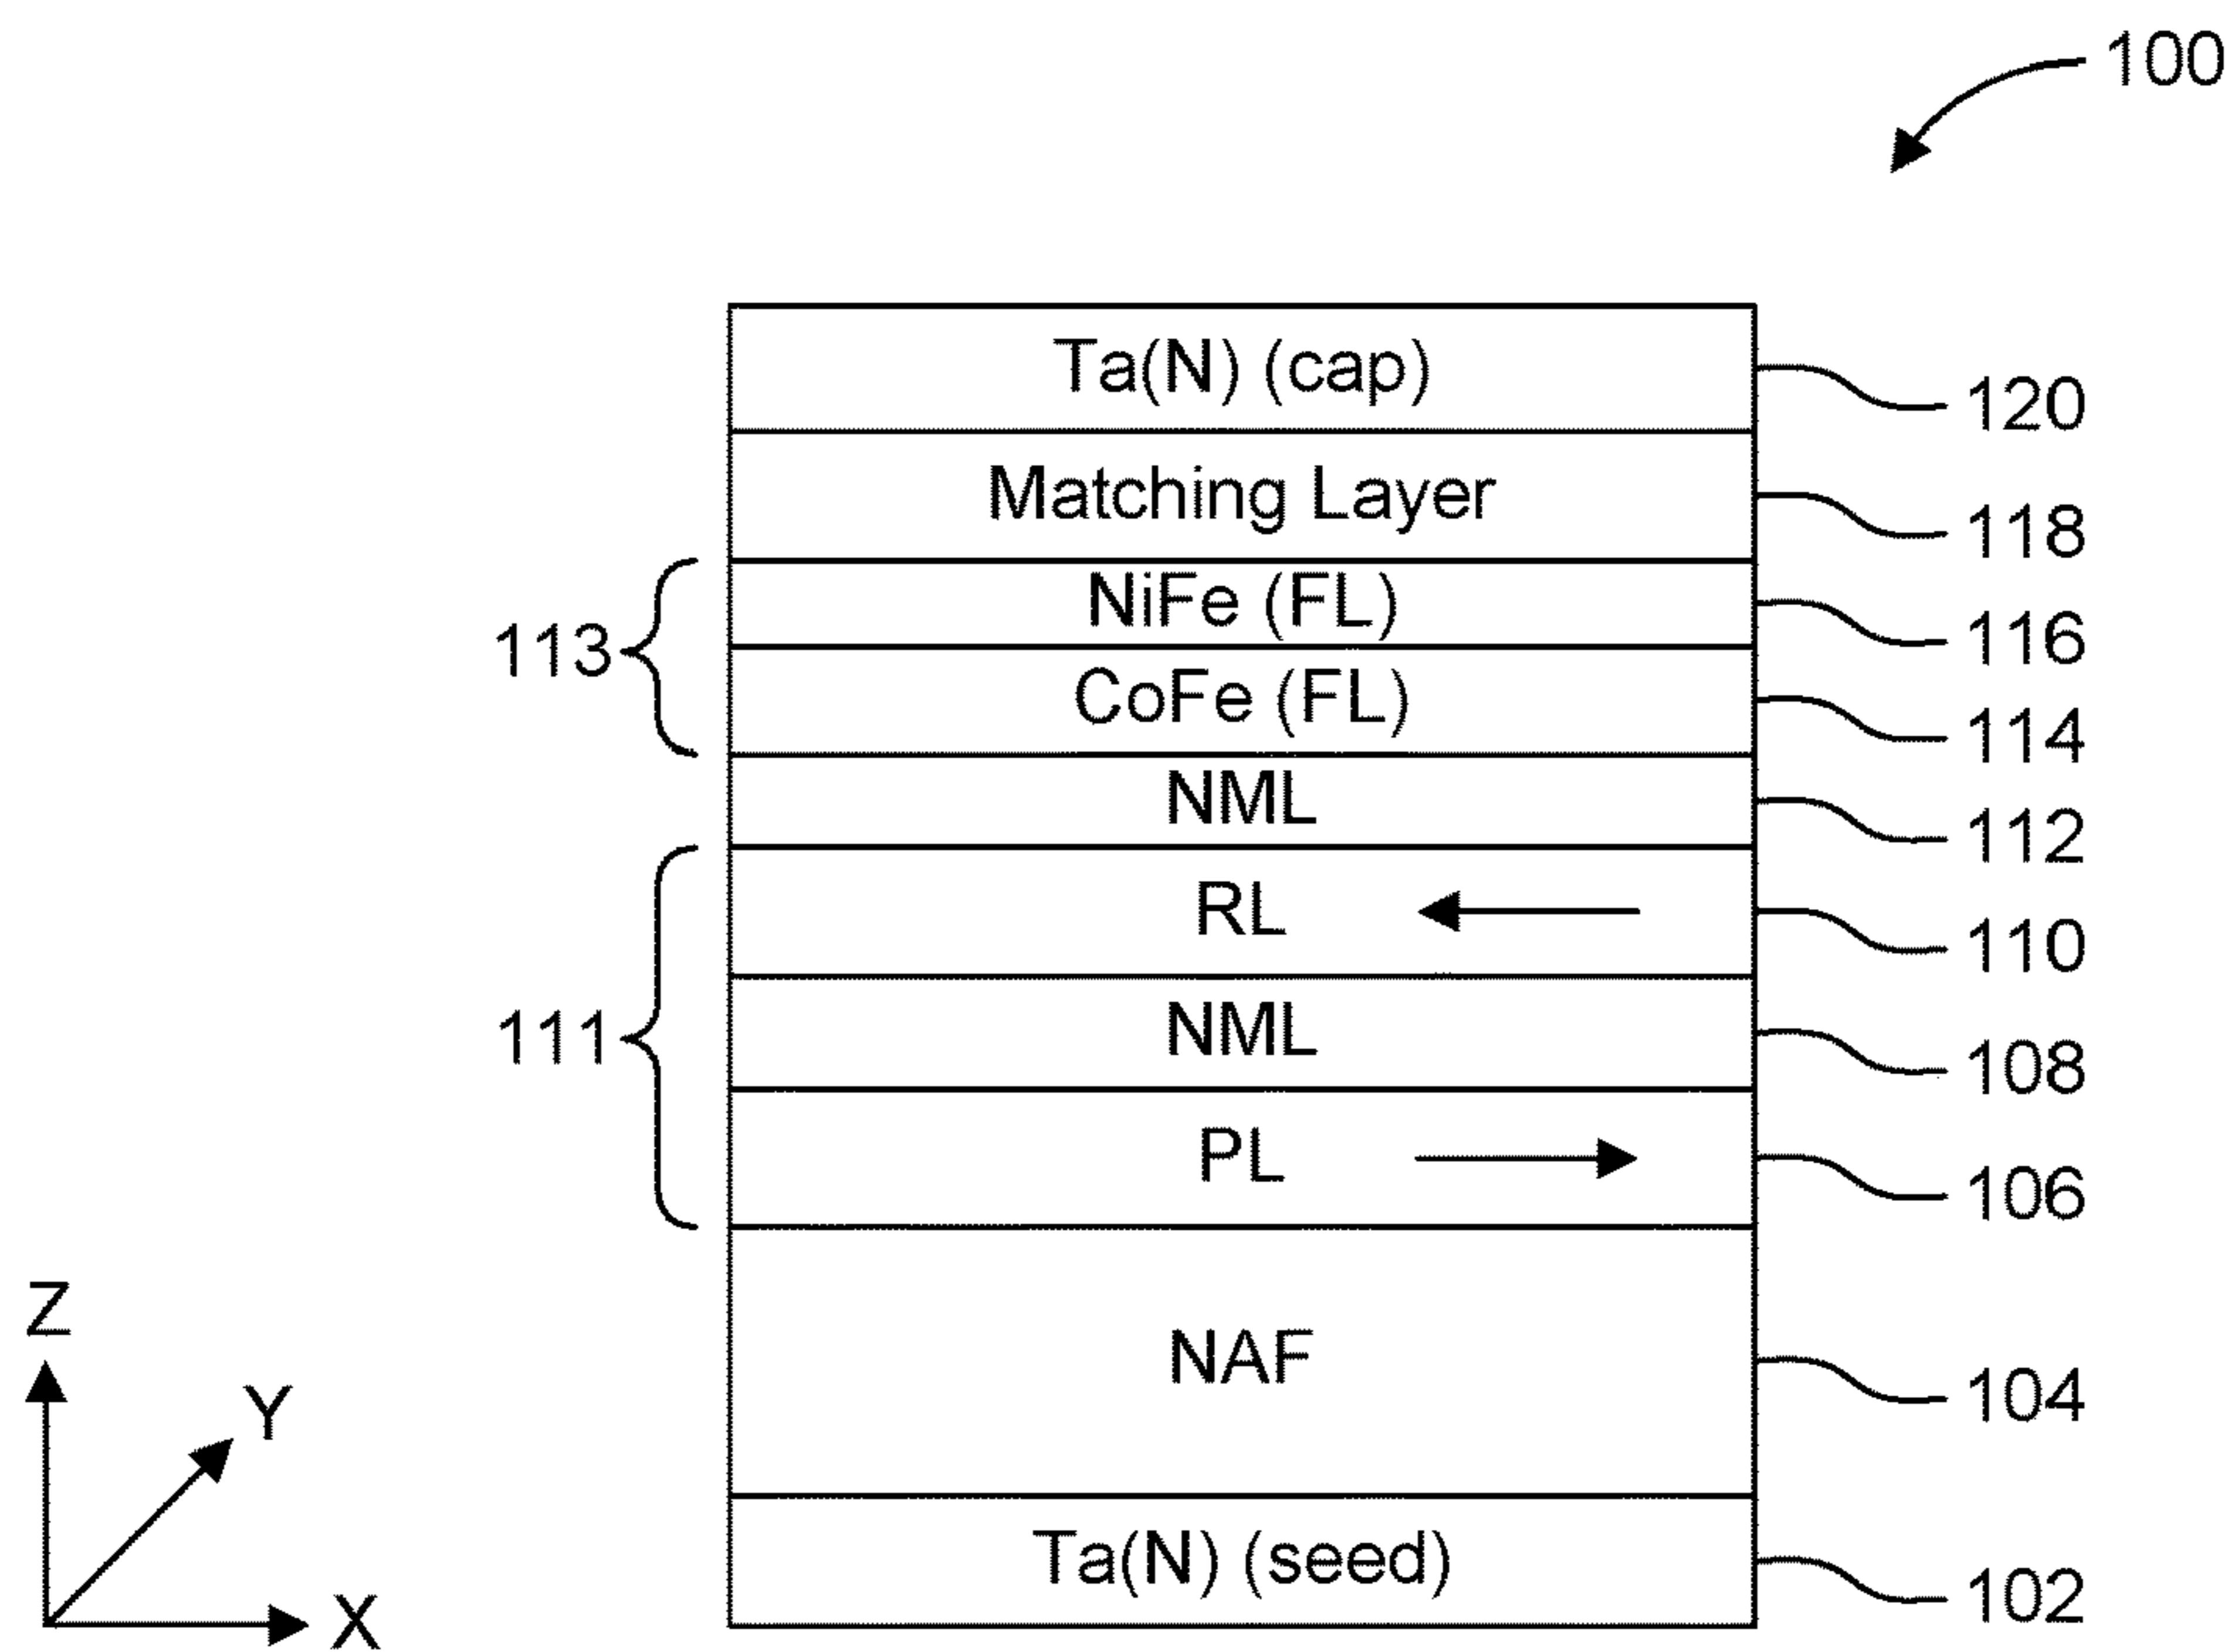 100
Ta(N) (cap)
120
Matching Layer
118
NiFe (FL)
116
113
CoFe (FL)
114
NML
112
RL
110
111
NML
108
PL
106
NAF
104
Ta(N) (seed)
102
Z
Y
X